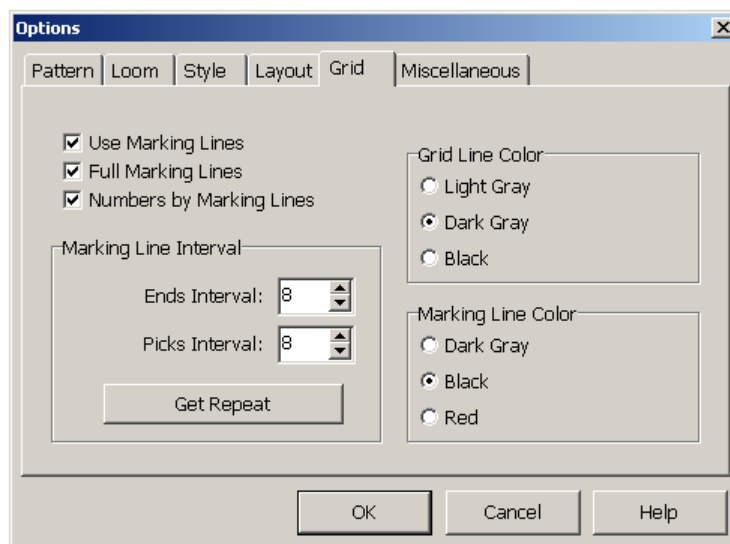 Options
Pattern Loom Style Layout Grid Miscellaneous
Use Marking Lines
Full Marking Lines
Numbers by Marking Lines
Marking Line Interval
Ends Interval: 8
Picks Interval: 8
Get Repeat
Grid Line Color
Light Gray
Dark Gray
Black
Marking Line Color
Dark Gray
Black
Red
OK Cancel Help